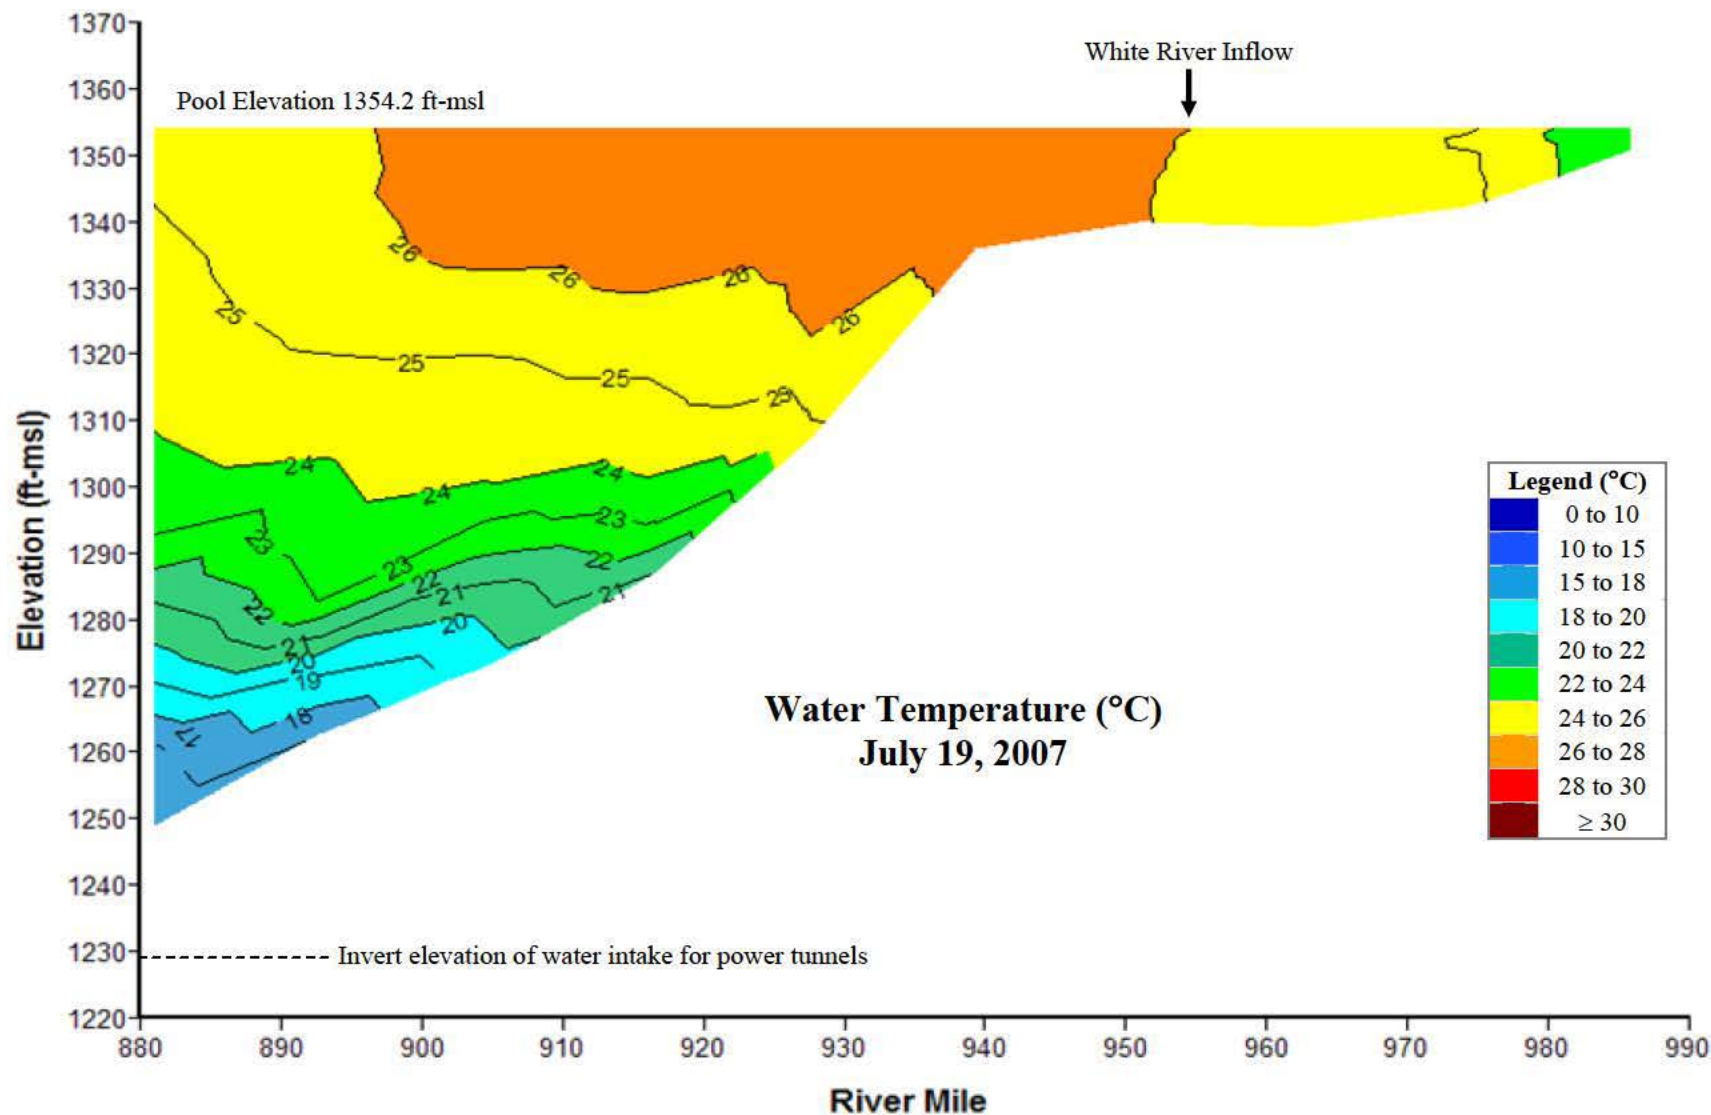 1370
1360
1350
1340
1330
1320
1310
1300
1290
1280
1270
1260
1250
1240
1230
1220
Elevation (ft-msl)
Pool Elevation 1354.2 ft-msl
White River Inflow
26
26
26
26
25
25
25
25
24
24
24
23
23
23
22
22
22
21
21
21
20
20
19
18
17
Water Temperature (°C)
July 19, 2007
Legend (°C)
0 to 10
10 to 15
15 to 18
18 to 20
20 to 22
22 to 24
24 to 26
26 to 28
28 to 30
≥ 30
Invert elevation of water intake for power tunnels
880 890 900 910 920 930 940 950 960 970 980 990
River Mile